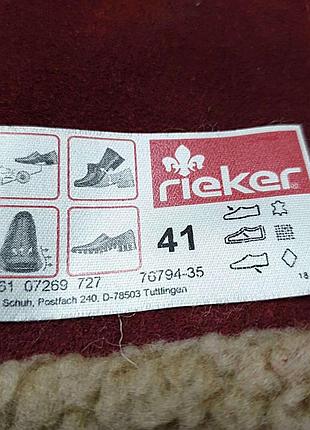 rieker
41
61 07269 727 76794-35
Schuh, Postfach 240, D-78503 Tuttlingen
18